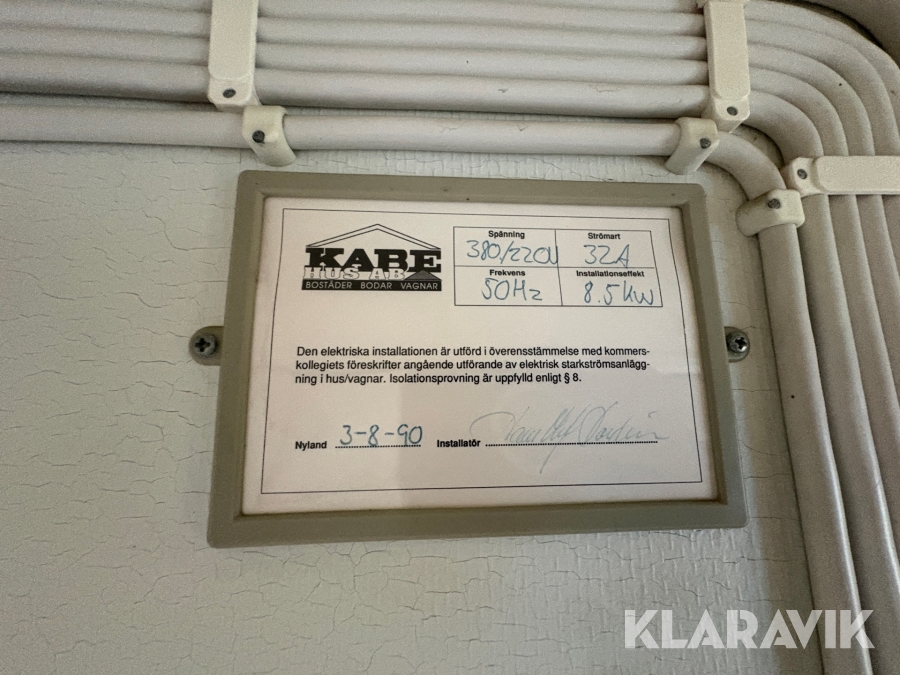 KABE
HUS AB
BOSTÄDER BODAR VAGNAR
Spänning
380/220V
Strömart
32A
Frekvens
50Hz
Installationseffekt
8.5 kW
Den elektriska installationen är utförd i överensstämmelse med kommers-
kollegiets föreskrifter angående utförande av elektrisk starkströmsanlägg-
ning i hus/vagnar. Isolationsprovning är uppfylld enligt § 8.
Nyland 3-8-90 Installatör
KLARAVIK